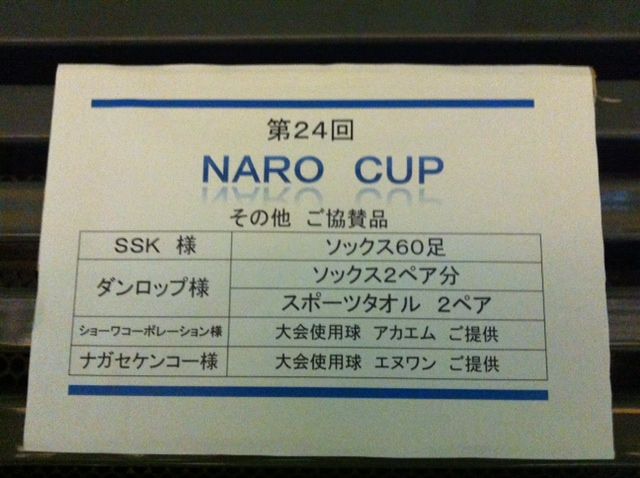 第24回
NARO CUP
その他 ご協賛品
SSK 様 ソックス60足
ダンロップ様 ソックス2ペア分
スポーツタオル 2ペア
ショーワコーポレーション様 大会使用球 アカエム ご提供
ナガセケンコー様 大会使用球 エヌワン ご提供